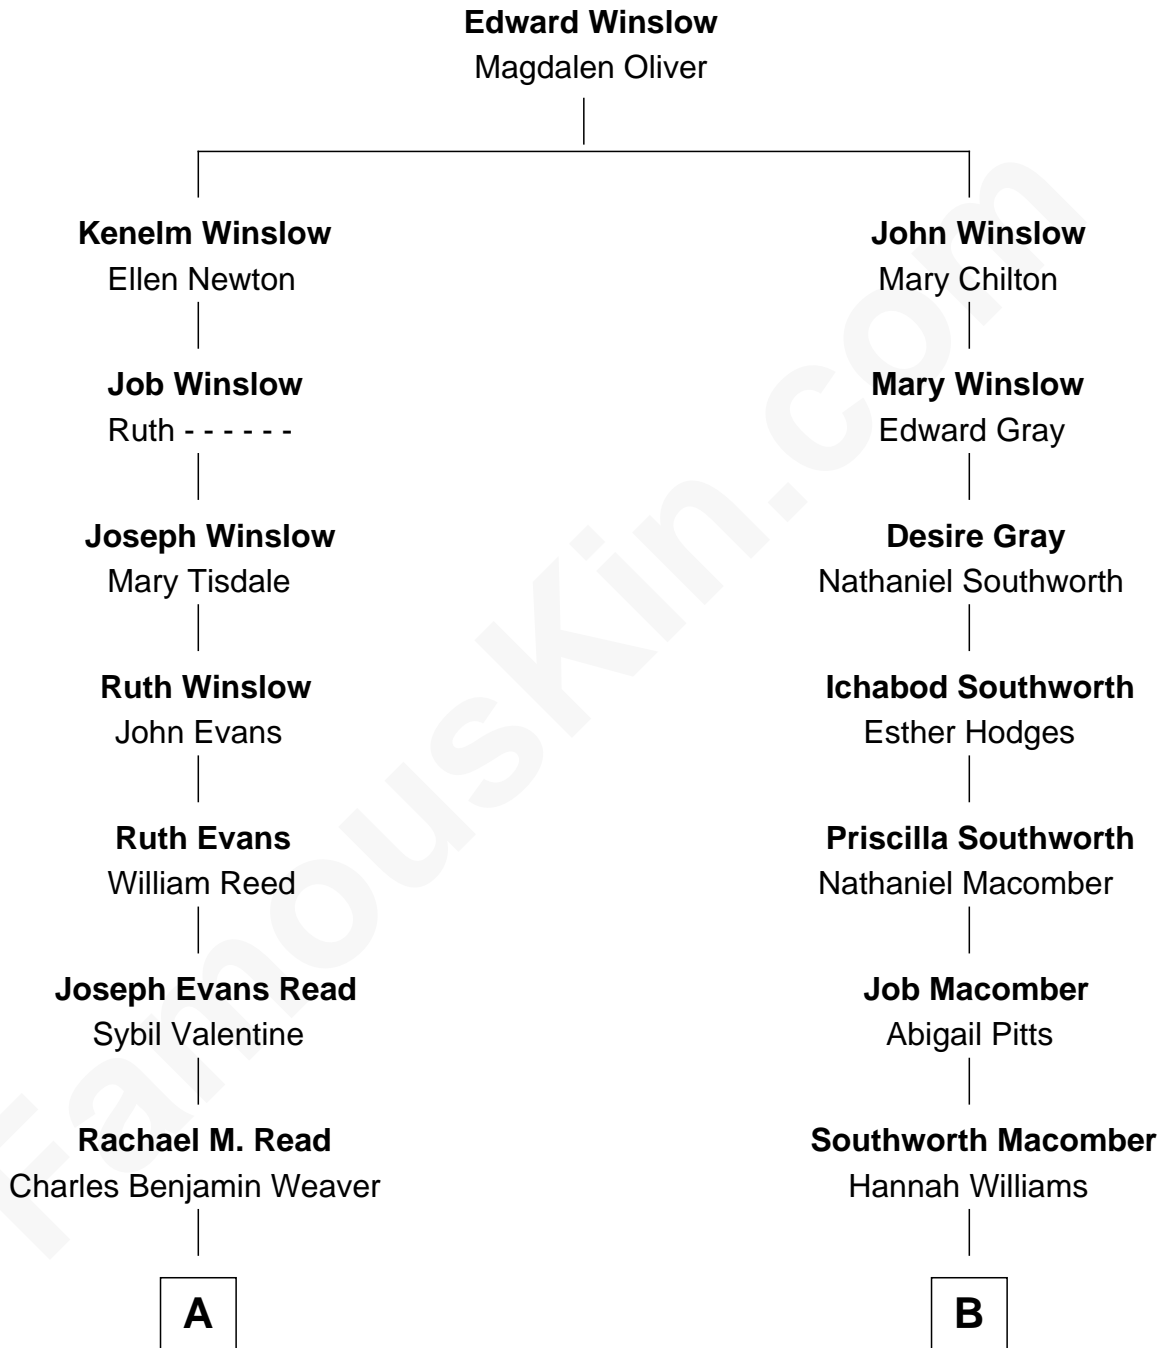 Edward Winslow
Magdalen Oliver
Kenelm Winslow
Ellen Newton
John Winslow
Mary Chilton
Job Winslow
Ruth - - - - - -
Mary Winslow
Edward Gray
Joseph Winslow
Mary Tisdale
Desire Gray
Nathaniel Southworth
Ruth Winslow
John Evans
Ichabod Southworth
Esther Hodges
Ruth Evans
William Reed
Priscilla Southworth
Nathaniel Macomber
Joseph Evans Read
Sybil Valentine
Job Macomber
Abigail Pitts
Rachael M. Read
Charles Benjamin Weaver
Southworth Macomber
Hannah Williams
A
B
FamousKin.com